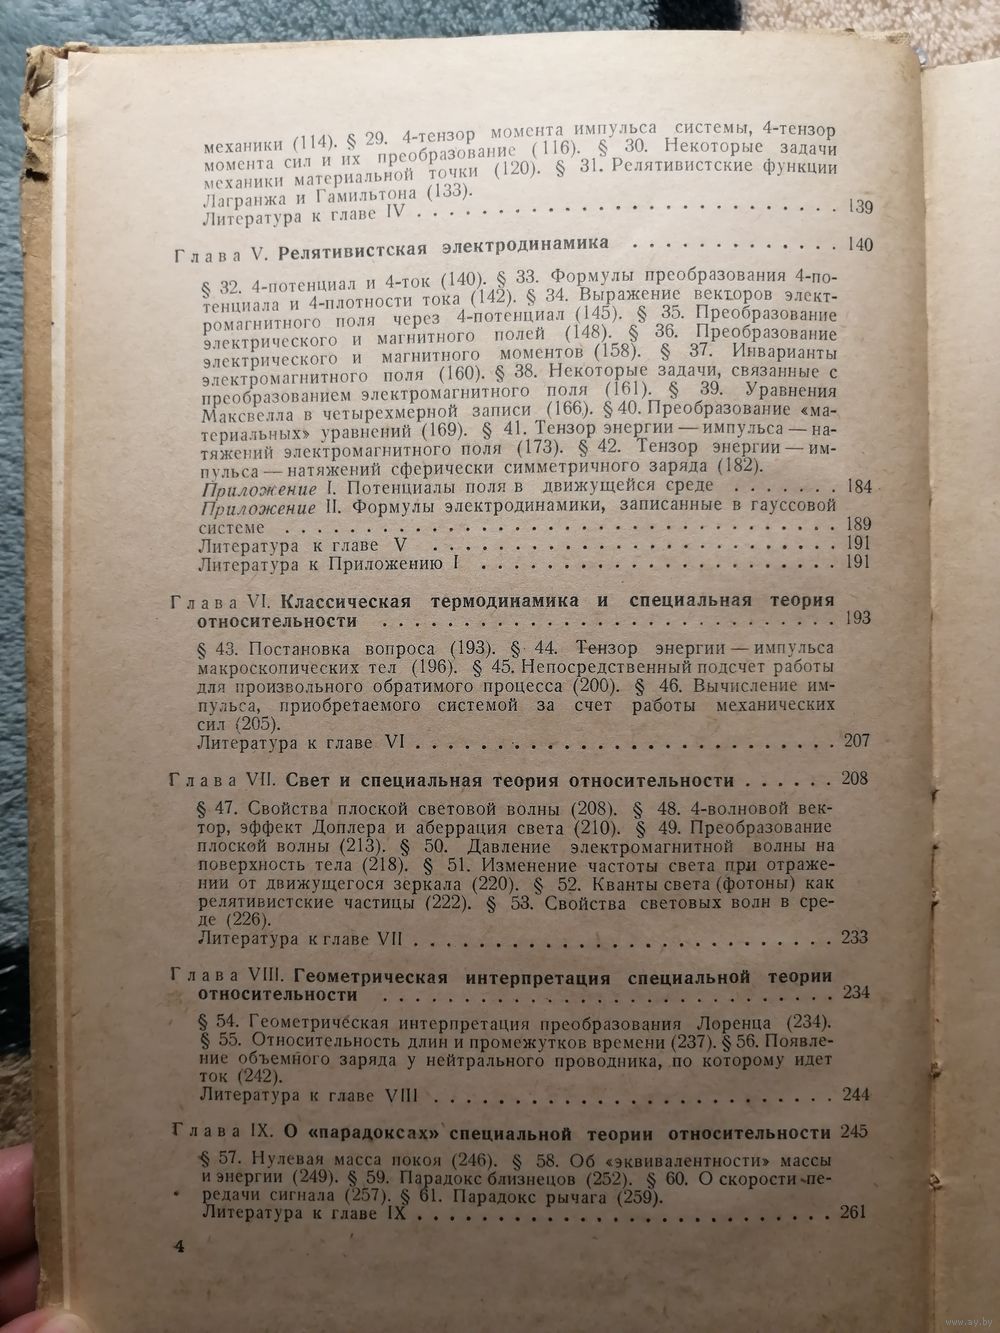 механики (114). § 29. 4-тензор момента импульса системы, 4-тензор
момента сил и их преобразование (116). § 30. Некоторые задачи
механики материальной точки (120). § 31. Релятивистские функции
Лагранжа и Гамильтона (133).
Литература к главе IV . . . . . . . . . . . . . . . . . . . . . . . . . . 139
Глава V. Релятивистская электродинамика . . . . . . . . . . . . . 140
§ 32. 4-потенциал и 4-ток (140). § 33. Формулы преобразования 4-по-
тенциала и 4-плотности тока (142). § 34. Выражение векторов элект-
ромагнитного поля через 4-потенциал (145). § 35. Преобразование
электрического и магнитного полей (148). § 36. Преобразование
электрического и магнитного моментов (158). § 37. Инварианты
электромагнитного поля (160). § 38. Некоторые задачи, связанные с
преобразованием электромагнитного поля (161). § 39. Уравнения
Максвелла в четырехмерной записи (166). § 40. Преобразование «ма-
териальных» уравнений (169). § 41. Тензор энергии — импульса — на-
тяжений электромагнитного поля (173). § 42. Тензор энергии — им-
пульса — натяжений сферически симметричного заряда (182).
Приложение I. Потенциалы поля в движущейся среде . . . . . . . 184
Приложение II. Формулы электродинамики, записанные в гауссовой
системе . . . . . . . . . . . . . . . . . . . . . . . . . . . . . . . . . . 189
Литература к главе V . . . . . . . . . . . . . . . . . . . . . . . . . 191
Литература к Приложению I . . . . . . . . . . . . . . . . . . . . . . 191
Глава VI. Классическая термодинамика и специальная теория
относительности . . . . . . . . . . . . . . . . . . . . . . . . . . . . 193
§ 43. Постановка вопроса (193). § 44. Тензор энергии — импульса
макроскопических тел (196). § 45. Непосредственный подсчет работы
для произвольного обратимого процесса (200). § 46. Вычисление им-
пульса, приобретаемого системой за счет работы механических
сил (205).
Литература к главе VI . . . . . . . . . . . . . . . . . . . . . . . . . . 207
Глава VII. Свет и специальная теория относительности . . . . . . 208
§ 47. Свойства плоской световой волны (208). § 48. 4-волновой век-
тор, эффект Доплера и аберрация света (210). § 49. Преобразование
плоской волны (213). § 50. Давление электромагнитной волны на
поверхность тела (218). § 51. Изменение частоты света при отраже-
нии от движущегося зеркала (220). § 52. Кванты света (фотоны) как
релятивистские частицы (222). § 53. Свойства световых волн в сре-
де (226).
Литература к главе VII . . . . . . . . . . . . . . . . . . . . . . . . . . 233
Глава VIII. Геометрическая интерпретация специальной теории
относительности . . . . . . . . . . . . . . . . . . . . . . . . . . . . 234
§ 54. Геометрическая интерпретация преобразования Лоренца (234).
§ 55. Относительность длин и промежутков времени (237). § 56. Появле-
ние объемного заряда у нейтрального проводника, по которому идет
ток (242).
Литература к главе VIII . . . . . . . . . . . . . . . . . . . . . . . . . 244
Глава IX. О «парадоксах» специальной теории относительности 245
§ 57. Нулевая масса покоя (246). § 58. Об «эквивалентности» массы
и энергии (249). § 59. Парадокс близнецов (252). § 60. О скорости пе-
редачи сигнала (257). § 61. Парадокс рычага (259).
Литература к главе IX . . . . . . . . . . . . . . . . . . . . . . . . . . 261
4
www.ay.by